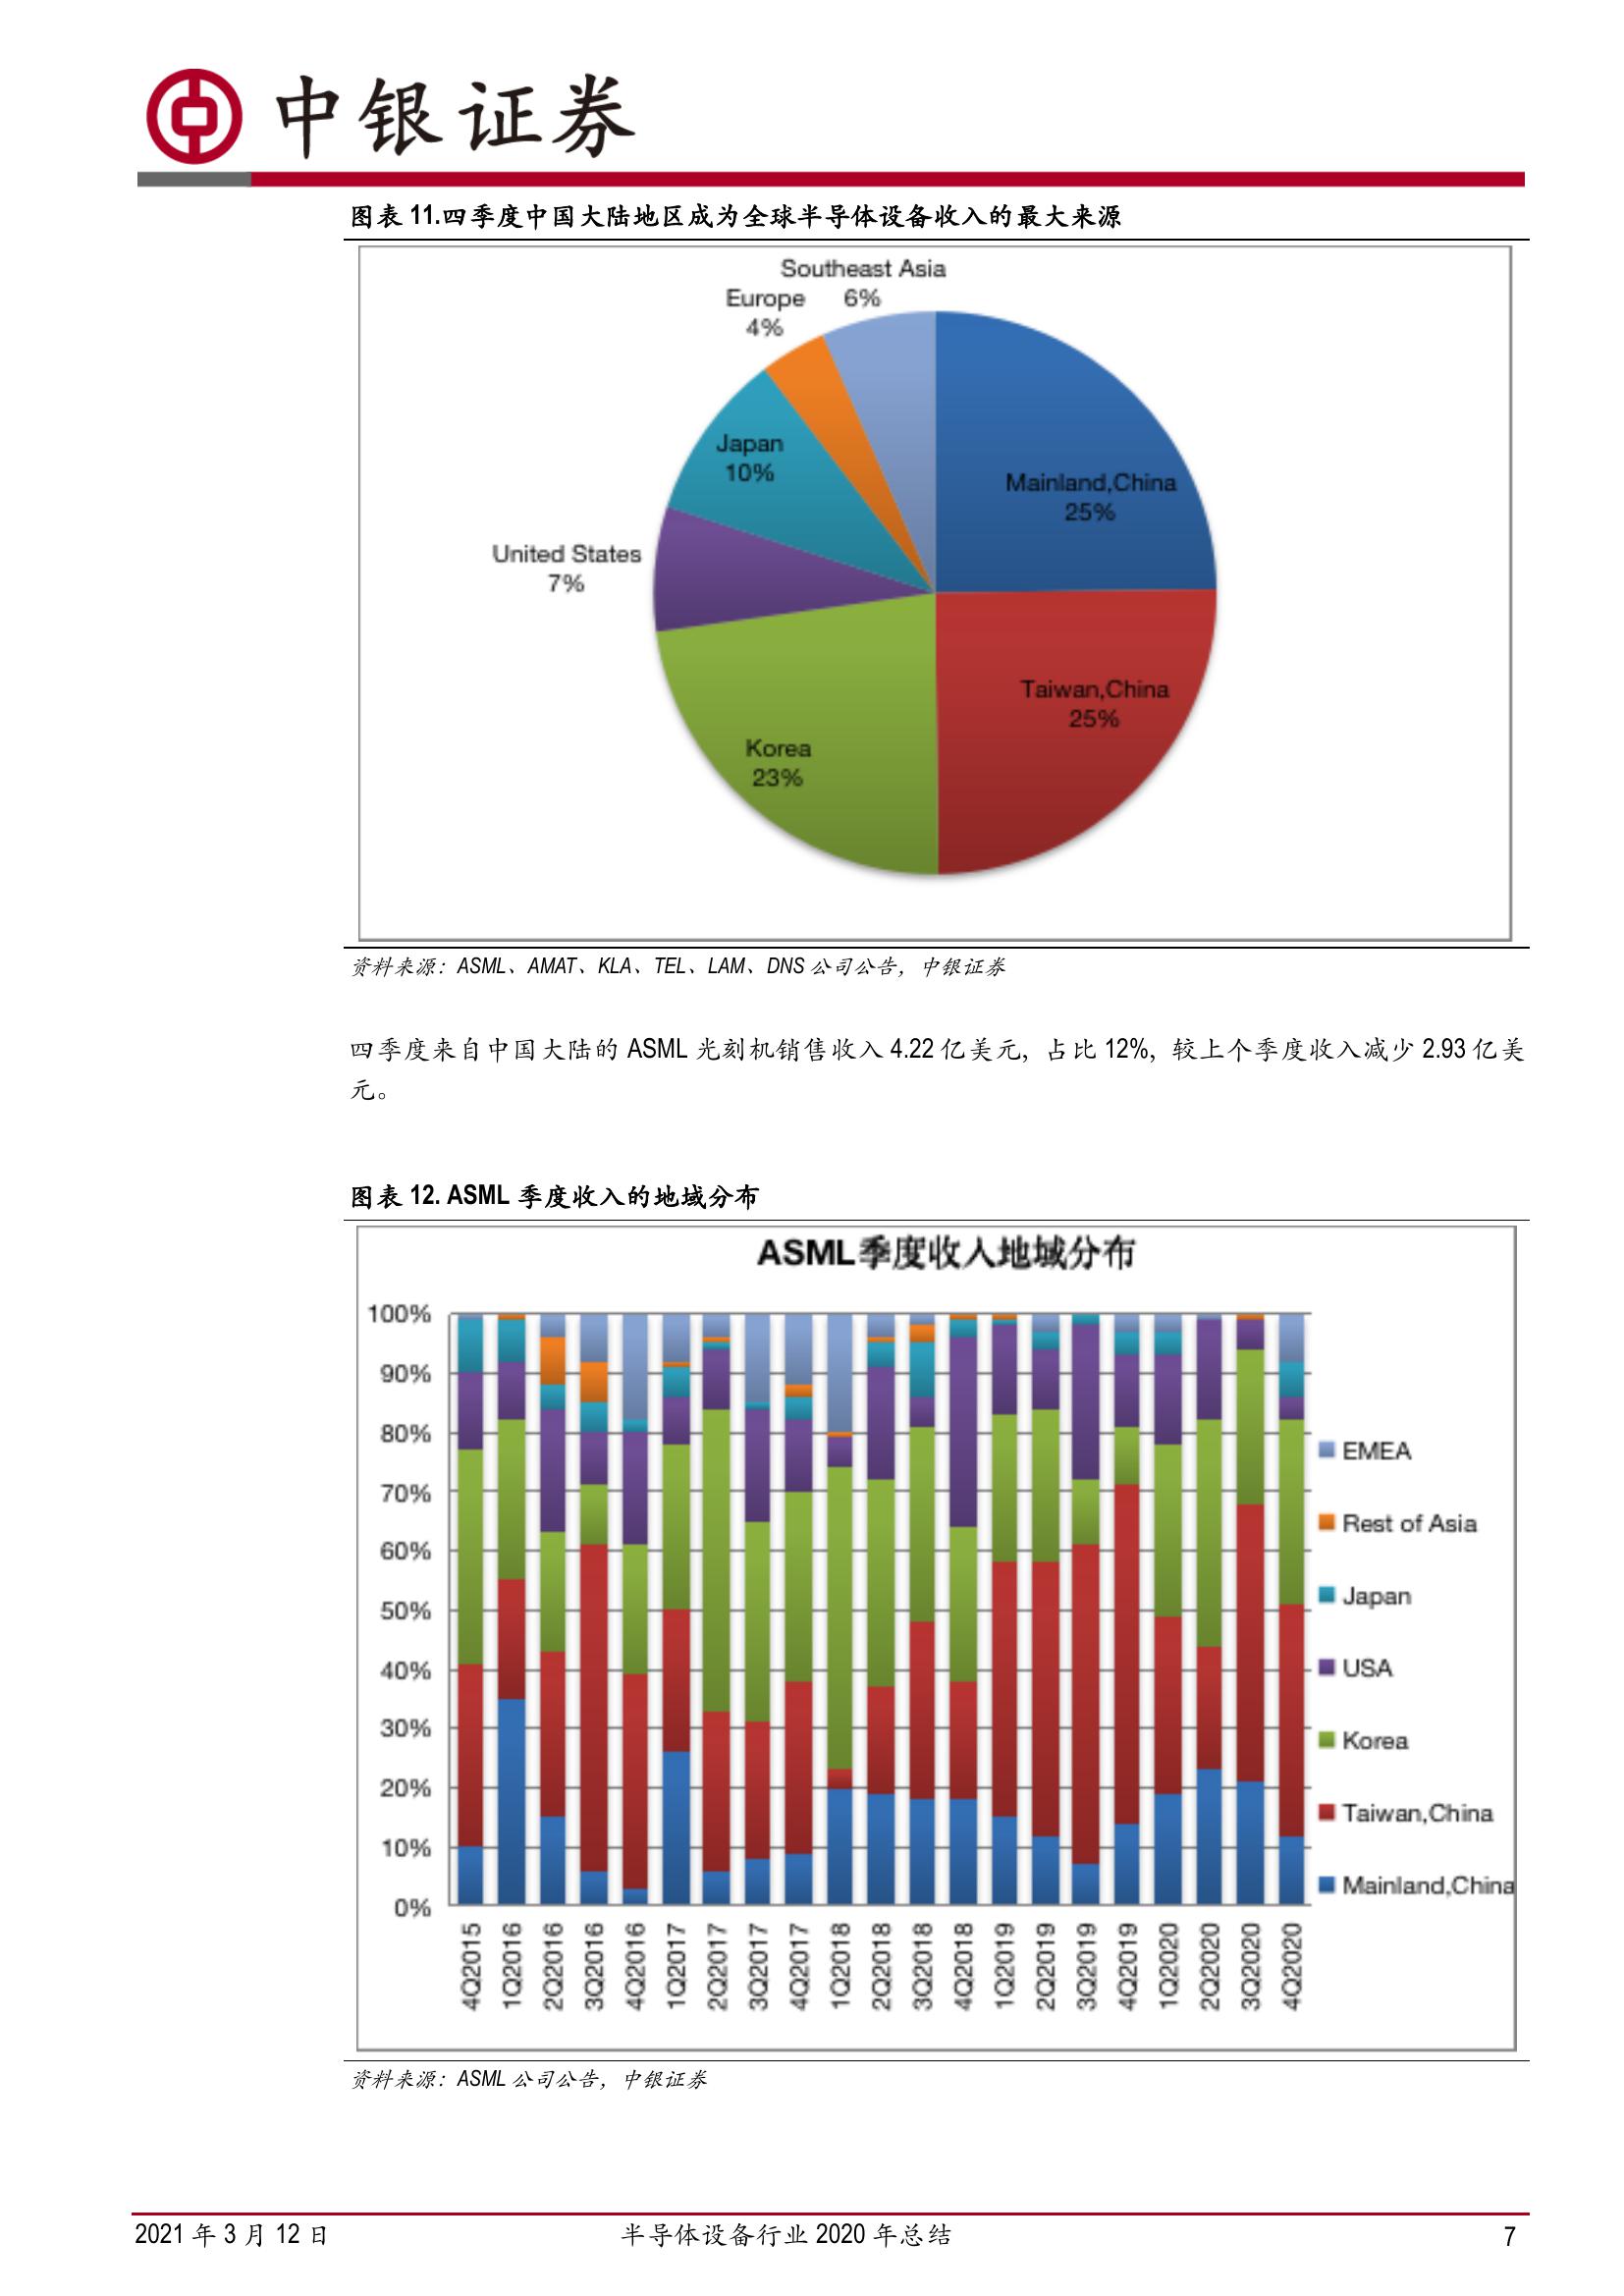 中银证券
图表 11.四季度中国大陆地区成为全球半导体设备收入的最大来源
Southeast Asia
6%
Europe
4%
Japan
10%
Mainland,China
25%
United States
7%
Taiwan,China
25%
Korea
23%
资料来源：ASML、AMAT、KLA、TEL、LAM、DNS 公司公告，中银证券
四季度来自中国大陆的 ASML 光刻机销售收入 4.22 亿美元，占比 12%，较上个季度收入减少 2.93 亿美
元。
图表 12. ASML 季度收入的地域分布
ASML季度收入地域分布
100%
90%
80%
70%
60%
50%
40%
30%
20%
10%
0%
EMEA
Rest of Asia
Japan
USA
Korea
Taiwan,China
Mainland,China
4Q2015
1Q2016
2Q2016
3Q2016
4Q2016
1Q2017
2Q2017
3Q2017
4Q2017
1Q2018
2Q2018
3Q2018
4Q2018
1Q2019
2Q2019
3Q2019
4Q2019
1Q2020
2Q2020
3Q2020
4Q2020
资料来源：ASML 公司公告，中银证券
2021 年 3 月 12 日 半导体设备行业 2020 年总结 7